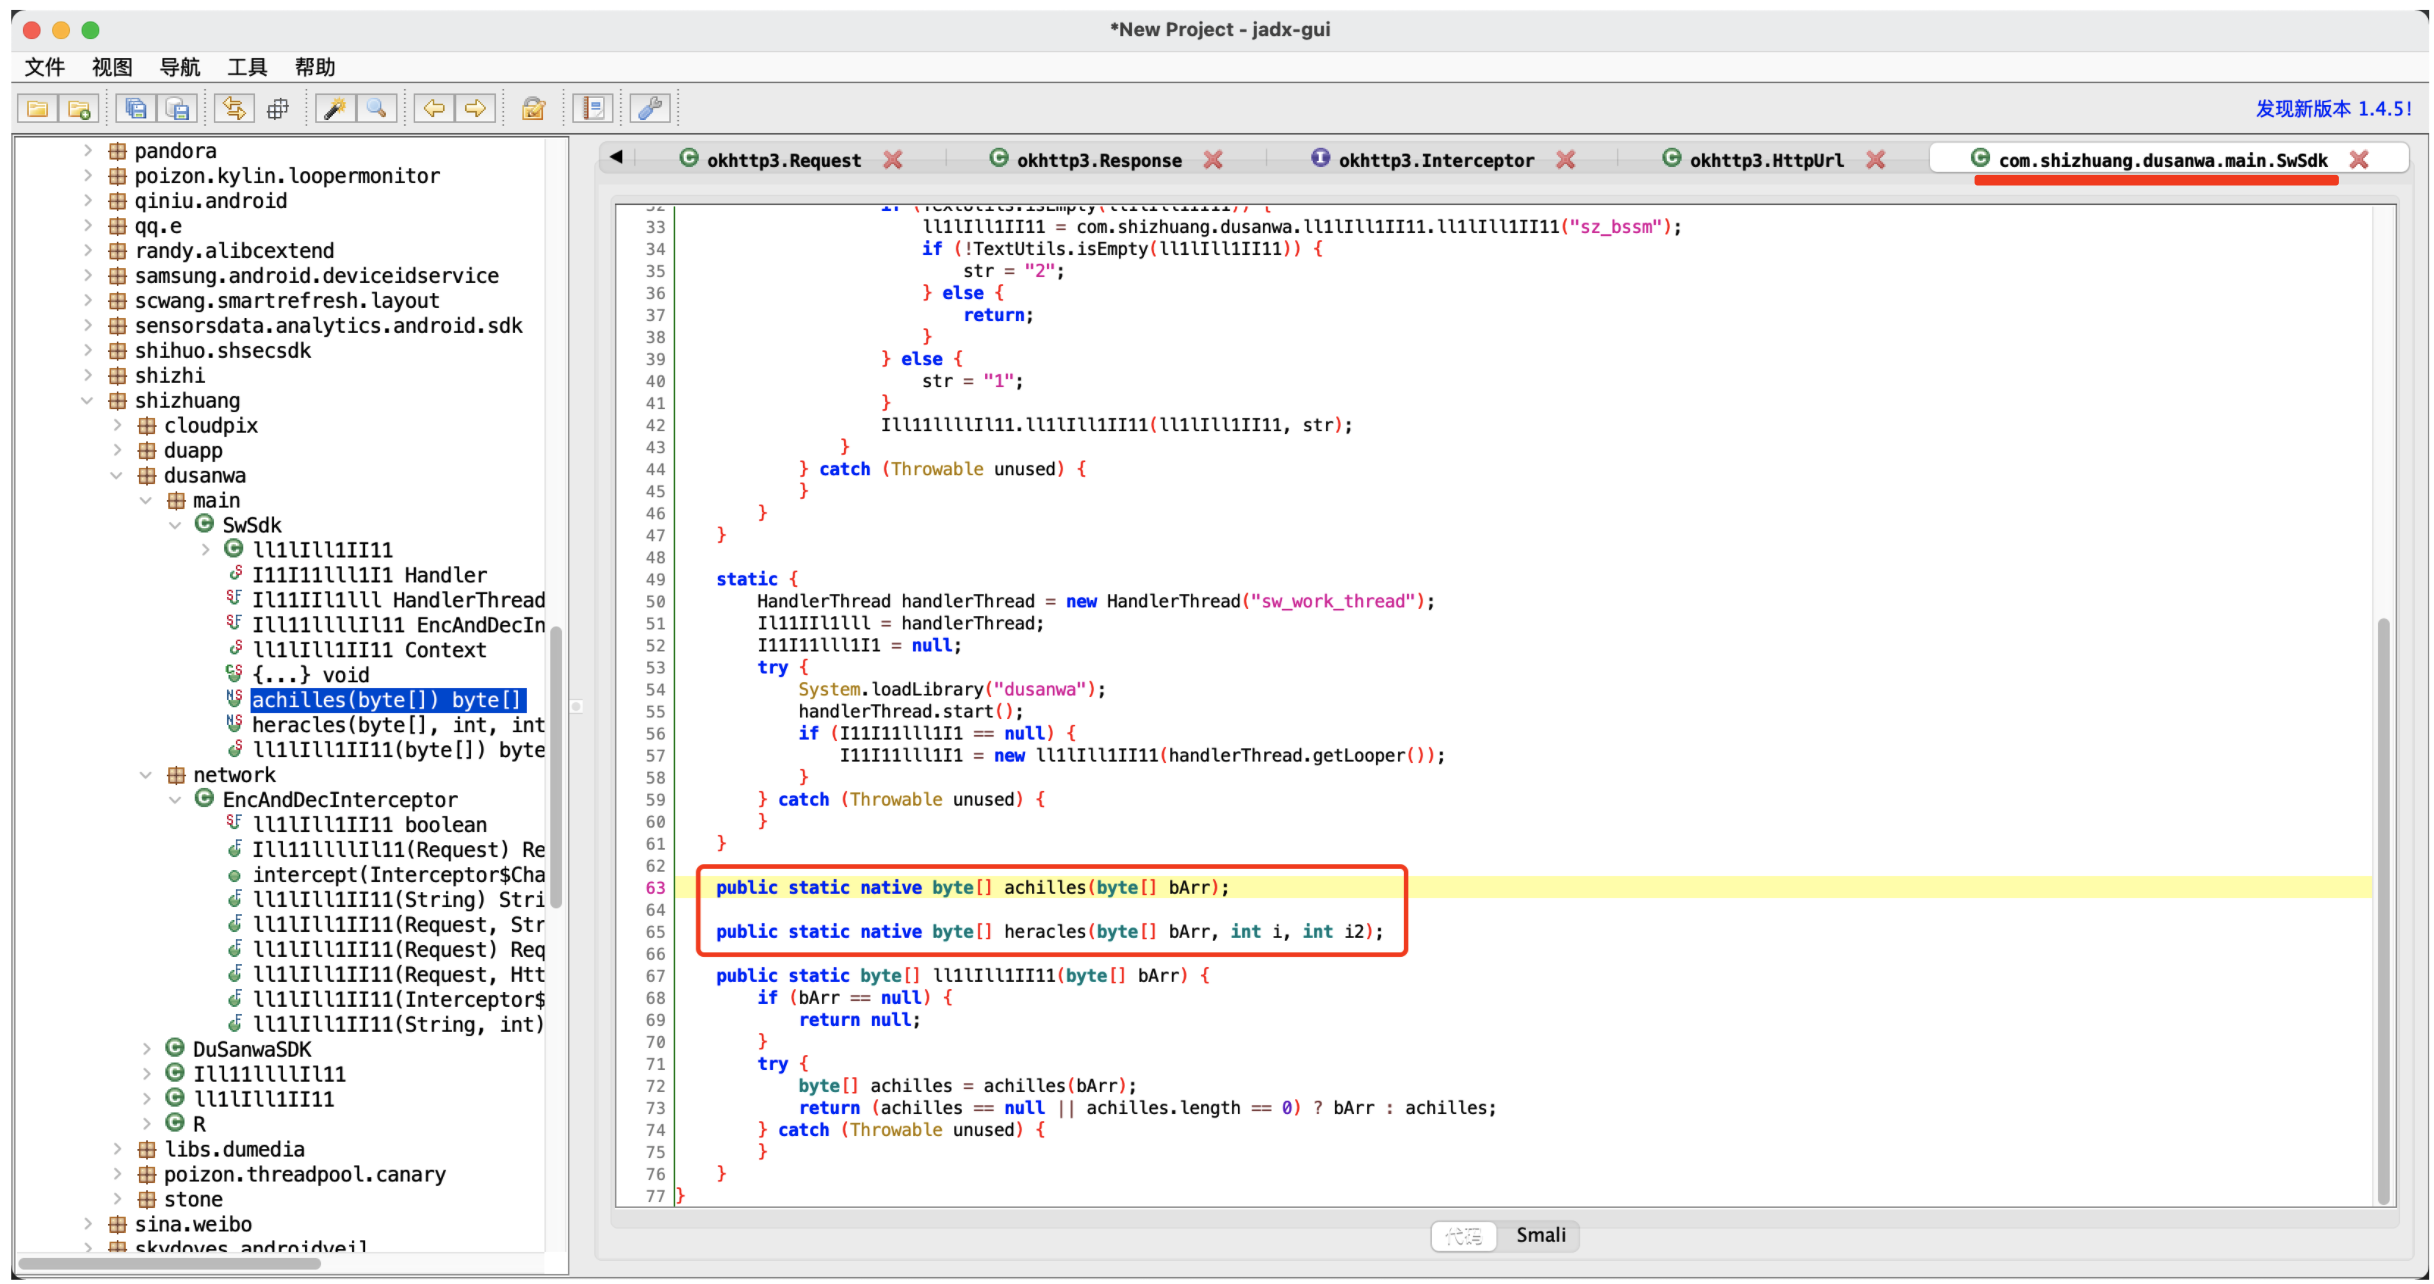 *New Project - jadx-gui
文件 视图 导航 工具 帮助
发现新版本 1.4.5!
pandora
poizon.kylin.loopermonitor
qiniu.android
qq.e
randy.alibcextend
samsung.android.deviceidservice
scwang.smartrefresh.layout
sensorsdata.analytics.android.sdk
shihuo.shsecsdk
shizhi
shizhuang
cloudpix
duapp
dusanwa
main
SwSdk
ll1lIll1II11
I11I11lll1I1 Handler
Il11IIl1lll HandlerThread
Ill11llllIl11 EncAndDecIn
ll1lIll1II11 Context
{...} void
achilles(byte[]) byte[]
heracles(byte[], int, int
ll1lIll1II11(byte[]) byte
network
EncAndDecInterceptor
ll1lIll1II11 boolean
Ill11llllIl11(Request) Re
intercept(Interceptor$Cha
ll1lIll1II11(String) Stri
ll1lIll1II11(Request, Str
ll1lIll1II11(Request) Req
ll1lIll1II11(Request, Htt
ll1lIll1II11(Interceptor$
ll1lIll1II11(String, int)
DuSanwaSDK
Ill11llllIl11
ll1lIll1II11
R
libs.dumedia
poizon.threadpool.canary
stone
sina.weibo
skydoves.androidveil
okhttp3.Request okhttp3.Response okhttp3.Interceptor okhttp3.HttpUrl com.shizhuang.dusanwa.main.SwSdk
32 if (TextUtils.isEmpty(ll1lIll1II11)) {
33 ll1lIll1II11 = com.shizhuang.dusanwa.ll1lIll1II11.ll1lIll1II11("sz_bssm");
34 if (!TextUtils.isEmpty(ll1lIll1II11)) {
35 str = "2";
36 } else {
37 return;
38 }
39 } else {
40 str = "1";
41 }
42 Ill11llllIl11.ll1lIll1II11(ll1lIll1II11, str);
43 }
44 } catch (Throwable unused) {
45 }
46 }
47 }
48
49 static {
50 HandlerThread handlerThread = new HandlerThread("sw_work_thread");
51 Il11IIl1lll = handlerThread;
52 I11I11lll1I1 = null;
53 try {
54 System.loadLibrary("dusanwa");
55 handlerThread.start();
56 if (I11I11lll1I1 == null) {
57 I11I11lll1I1 = new ll1lIll1II11(handlerThread.getLooper());
58 }
59 } catch (Throwable unused) {
60 }
61 }
62
63 public static native byte[] achilles(byte[] bArr);
64
65 public static native byte[] heracles(byte[] bArr, int i, int i2);
66
67 public static byte[] ll1lIll1II11(byte[] bArr) {
68 if (bArr == null) {
69 return null;
70 }
71 try {
72 byte[] achilles = achilles(bArr);
73 return (achilles == null || achilles.length == 0) ? bArr : achilles;
74 } catch (Throwable unused) {
75 }
76 }
77 }
代码 Smali